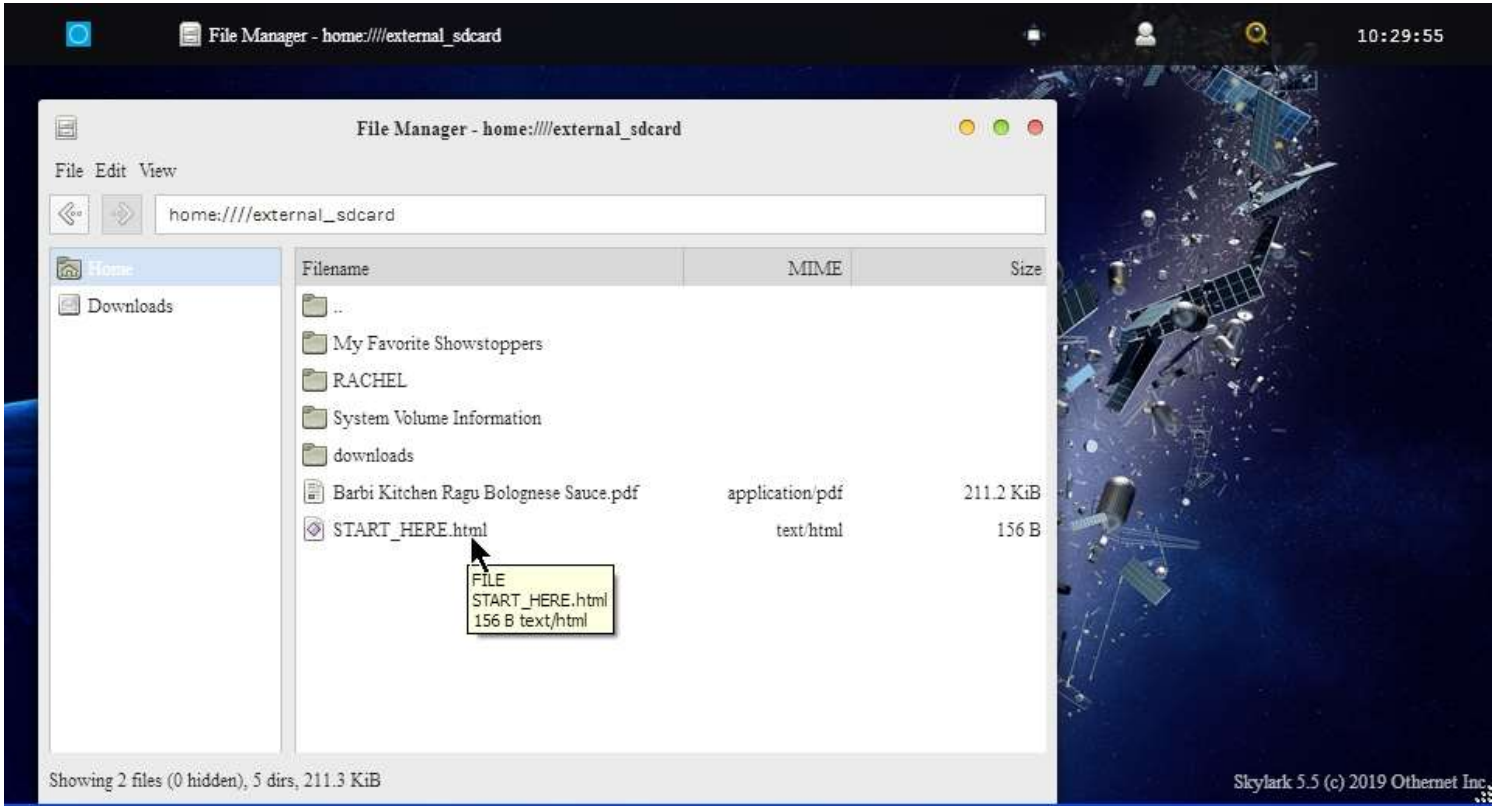 File Manager - home:////external_sdcard 10:29:55
File Manager - home:////external_sdcard
File Edit View
home:////external_sdcard
Home
Downloads
Filename MIME Size
..
My Favorite Showstoppers
RACHEL
System Volume Information
downloads
Barbi Kitchen Ragu Bolognese Sauce.pdf application/pdf 211.2 KiB
START_HERE.html text/html 156 B
FILE
START_HERE.html
156 B text/html
Showing 2 files (0 hidden), 5 dirs, 211.3 KiB
Skylark 5.5 (c) 2019 Othernet Inc.